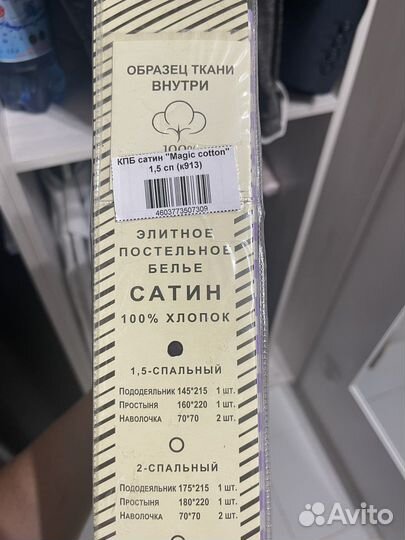 ОБРАЗЕЦ ТКАНИ
ВНУТРИ
100%
КПБ сатин "Magic cotton"
1,5 сп (к913)
4603773507309
ЭЛИТНОЕ
ПОСТЕЛЬНОЕ
БЕЛЬЕ
САТИН
100% ХЛОПОК
1,5-СПАЛЬНЫЙ
ПОДОДЕЯЛЬНИК 145*215 1 ШТ.
ПРОСТЫНЯ 160*220 1 ШТ.
НАВОЛОЧКА 70*70 2 ШТ.
2-СПАЛЬНЫЙ
ПОДОДЕЯЛЬНИК 175*215 1 ШТ.
ПРОСТЫНЯ 180*220 1 ШТ.
НАВОЛОЧКА 70*70 2 ШТ.
Avito